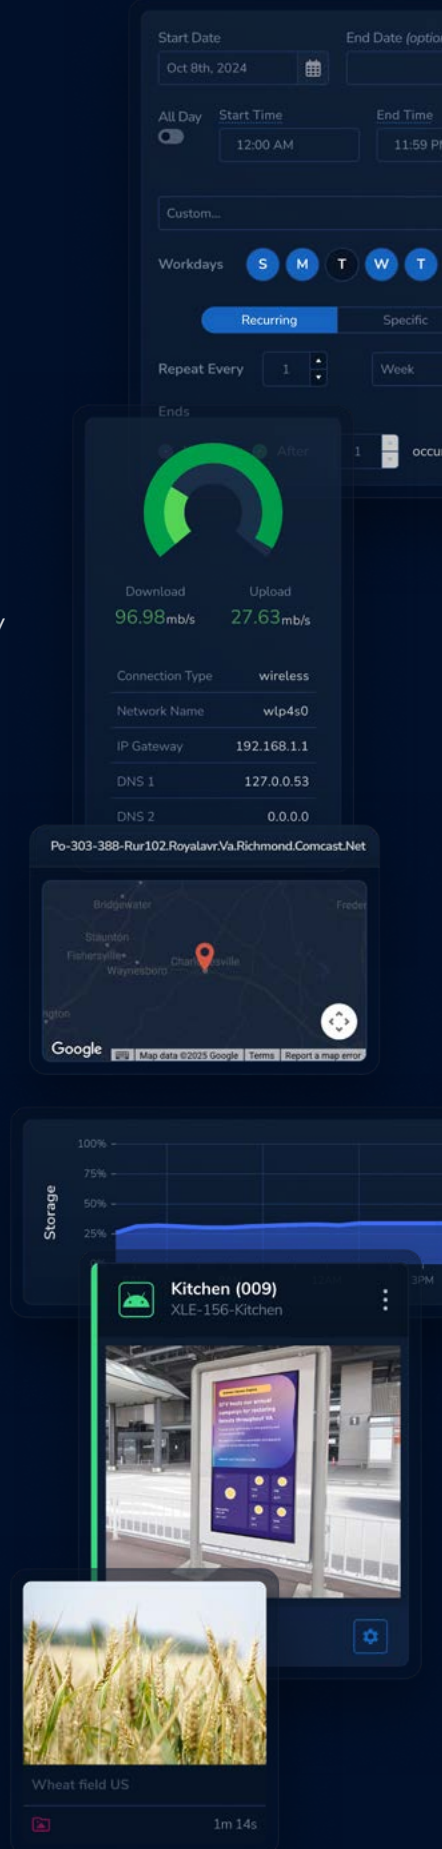 Start Date
End Date (optio
Oct 8th, 2024
All Day
Start Time
End Time
12:00 AM
11:59 P
Custom...
Workdays
S M T W T
Recurring
Specific
Repeat Every
1
Week
Ends
After
1
occu
Download
Upload
96.98mb/s
27.63mb/s
y
Connection Type
wireless
Network Name
wlp4s0
IP Gateway
192.168.1.1
DNS 1
127.0.0.53
DNS 2
0.0.0.0
Po-303-388-Rur102.Royalavr.Va.Richmond.Comcast.Net
Bridgewater
Freder
Staunton
Fishersville
Waynesboro
ngton
Google
Map data ©2025 Google
Terms
Report a map error
100%
75%
50%
25%
Storage
3PM
Kitchen (009)
XLE-156-Kitchen
campaign for restoring
Wheat field US
1m 14s